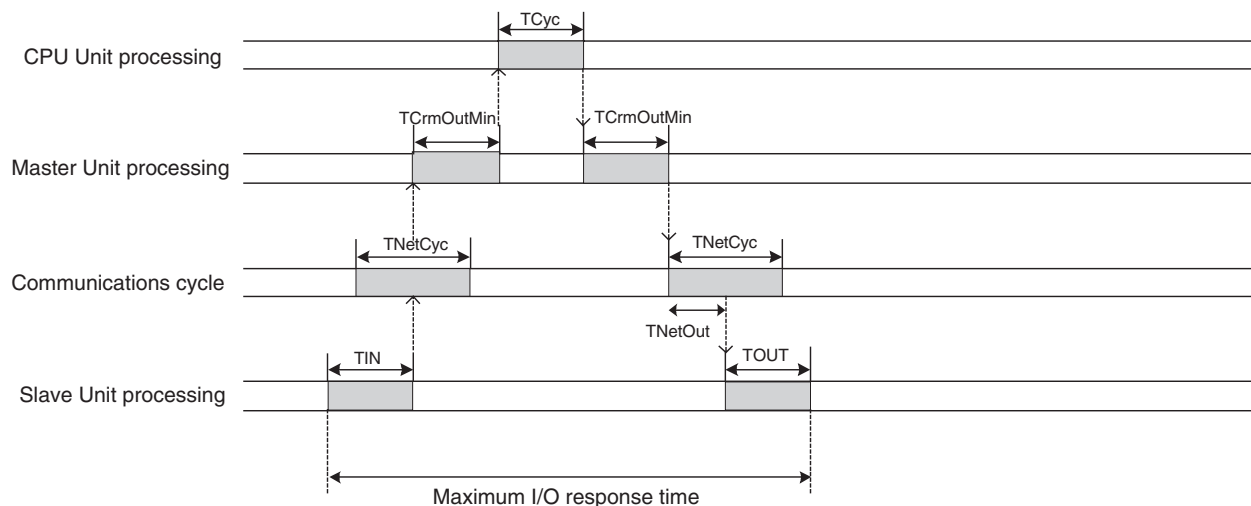 TCyc
CPU Unit processing
TCrmOutMin
TCrmOutMin
Master Unit processing
TNetCyc
TNetCyc
Communications cycle
TNetOut
TIN
TOUT
Slave Unit processing
Maximum I/O response time